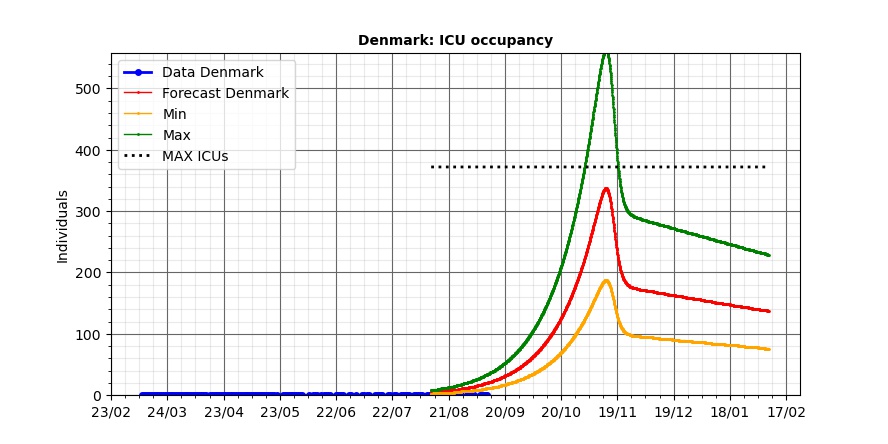 Denmark: ICU occupancy
Data Denmark
Forecast Denmark
Min
Max
MAX ICUs
Individuals
500
400
300
200
100
0
23/02 24/03 23/04 23/05 22/06 22/07 21/08 20/09 20/10 19/11 19/12 18/01 17/02